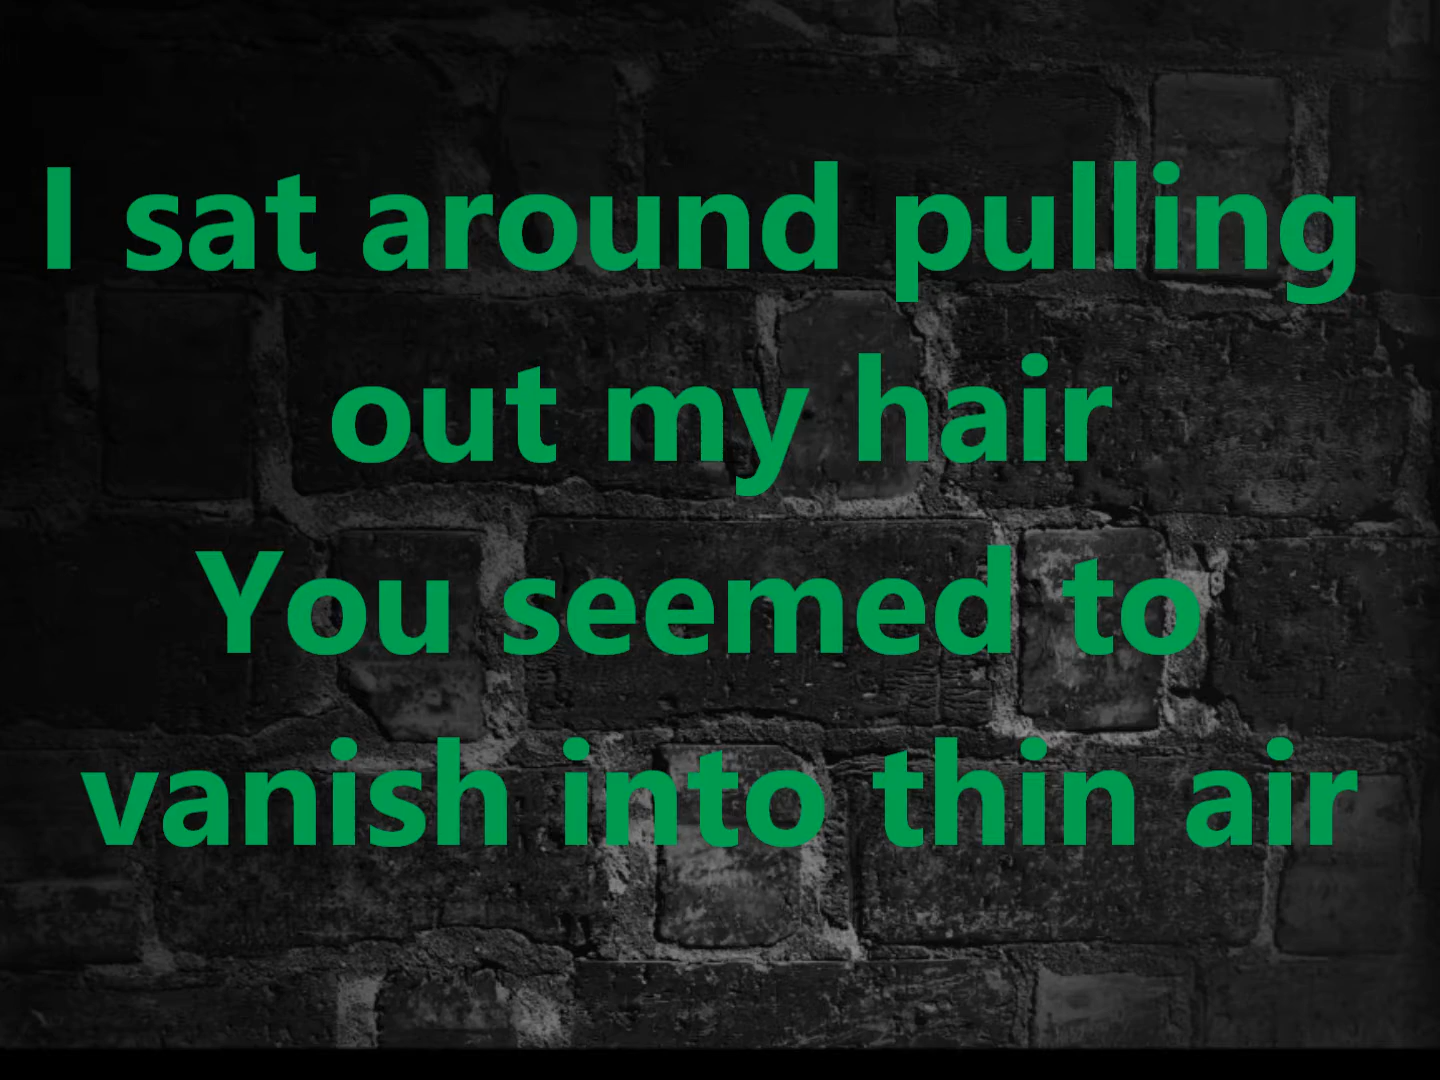 I sat around pulling
out my hair
You seemed to
vanish into thin air